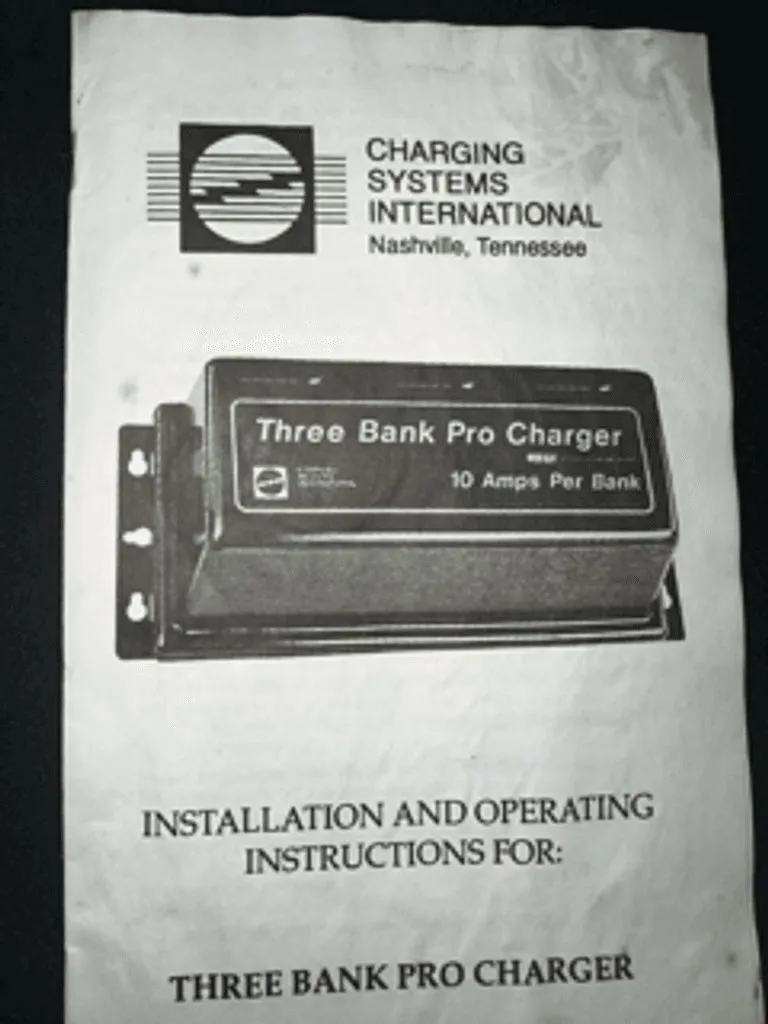 CHARGING
SYSTEMS
INTERNATIONAL
Nashville, Tennessee
Three Bank Pro Charger
10 Amps Per Bank
INSTALLATION AND OPERATING
INSTRUCTIONS FOR:
THREE BANK PRO CHARGER